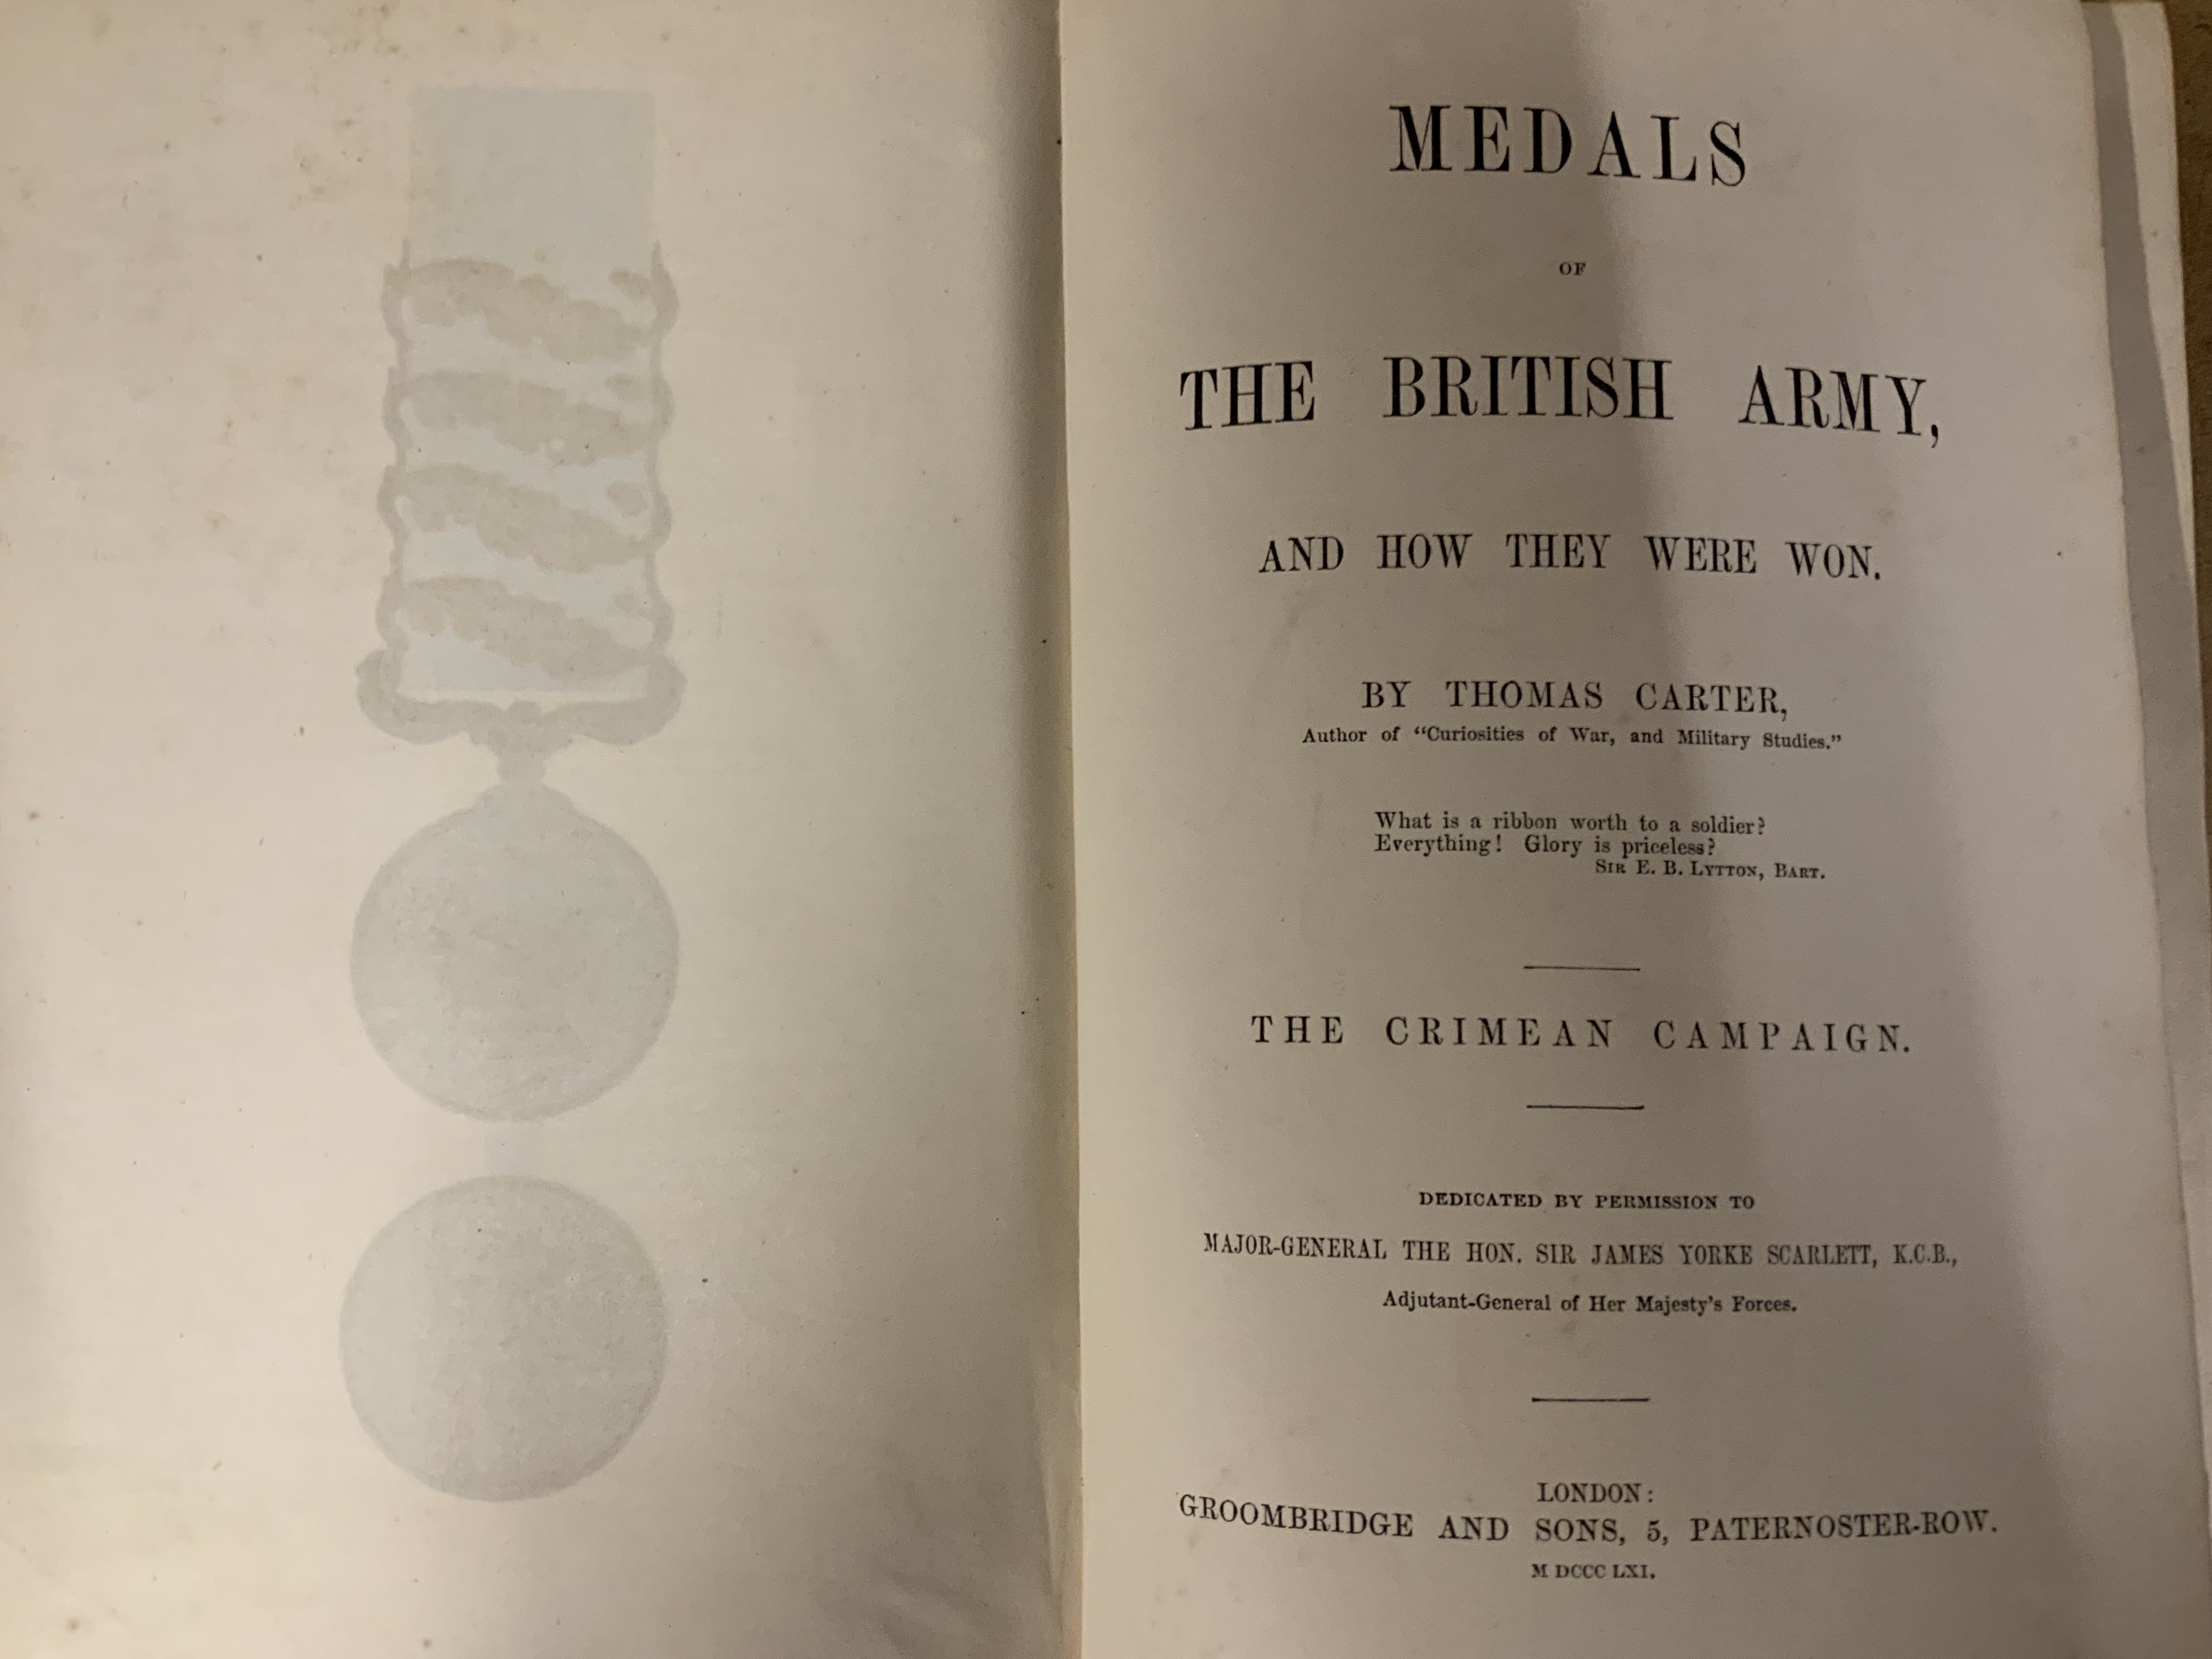 MEDALS
OF
THE BRITISH ARMY,
AND HOW THEY WERE WON.
BY THOMAS CARTER,
Author of "Curiosities of War, and Military Studies."
What is a ribbon worth to a soldier?
Everything! Glory is priceless?
SIR E. B. LYTTON, BART.
THE CRIMEAN CAMPAIGN.
DEDICATED BY PERMISSION TO
MAJOR-GENERAL THE HON. SIR JAMES YORKE SCARLETT, K.C.B.,
Adjutant-General of Her Majesty's Forces.
LONDON:
GROOMBRIDGE AND SONS, 5, PATERNOSTER-ROW.
M DCCC LXI.